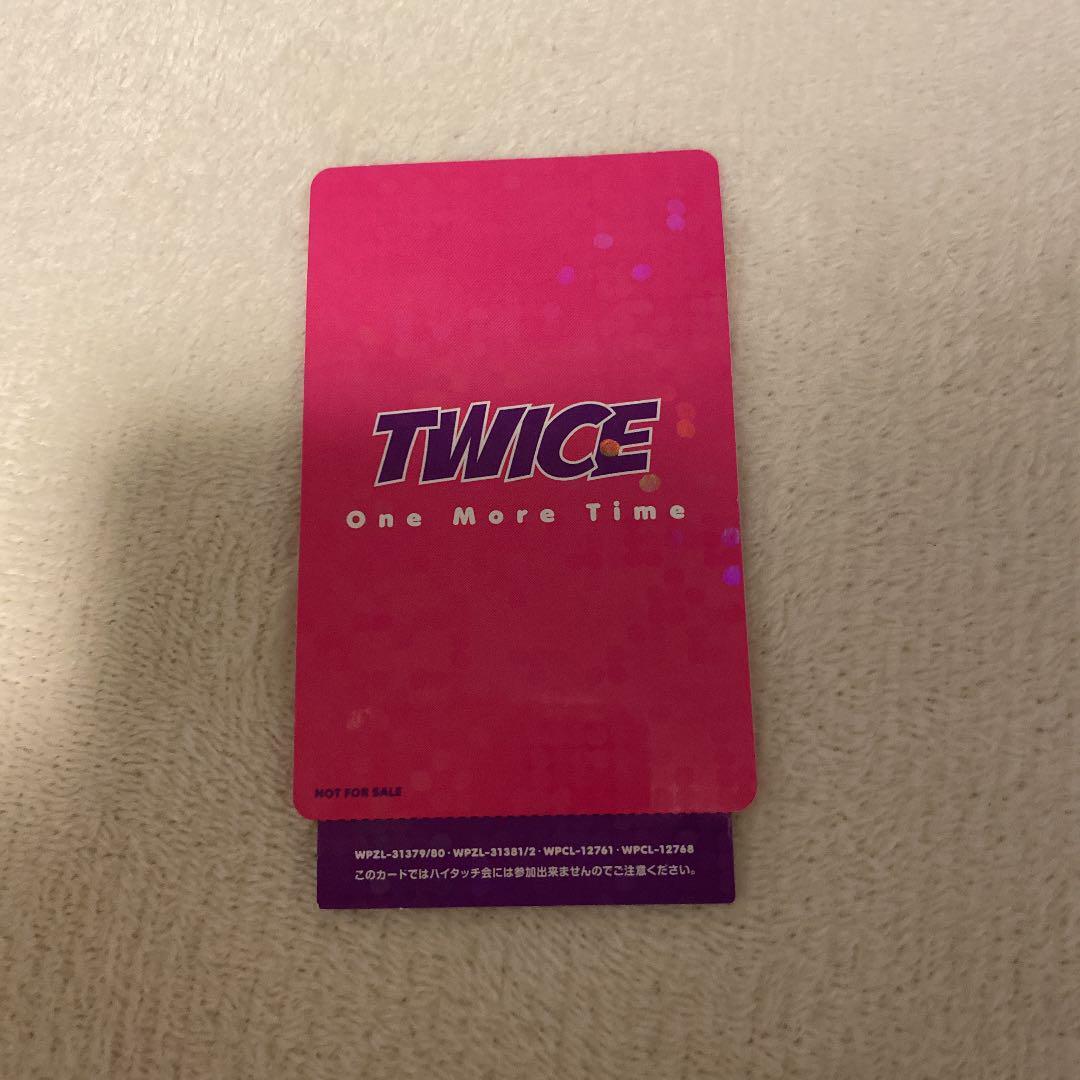 TWICE
One More Time
NOT FOR SALE
WPZL-31379/80・WPZL-31381/2・WPCL-12761・WPCL-12768
このカードではハイタッチ会には参加出来ませんのでご注意ください。